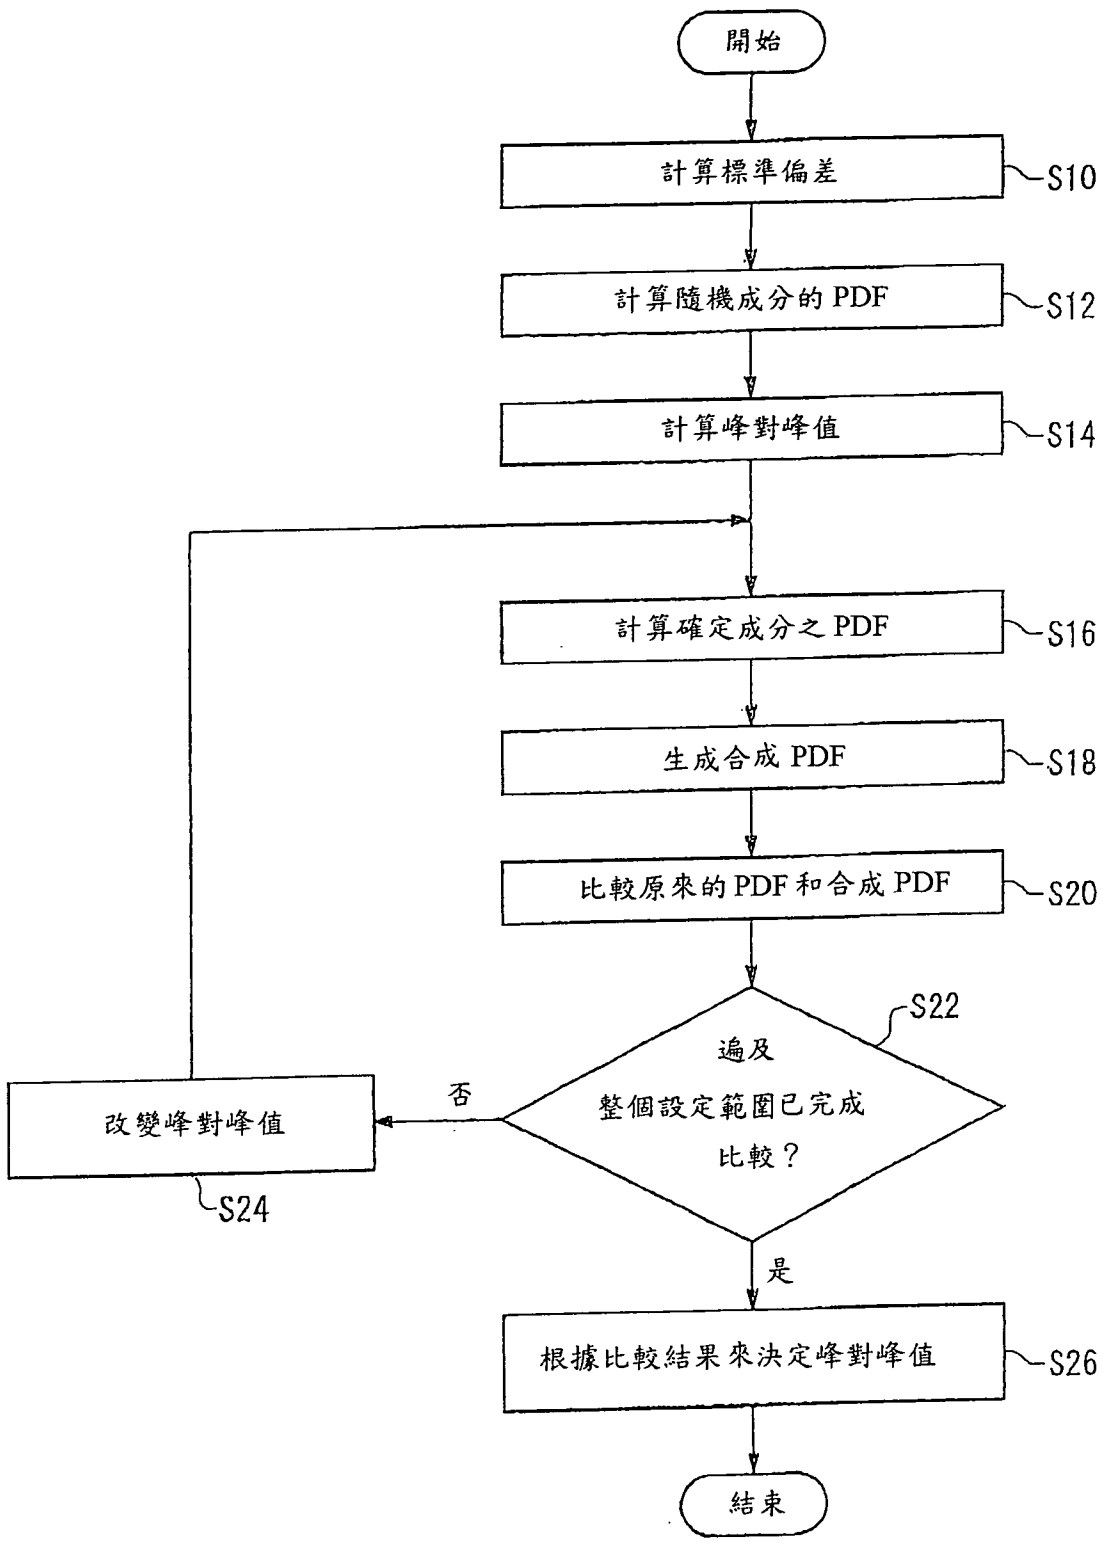 開始
計算標準偏差
S10
計算隨機成分的 PDF
S12
計算峰對峰值
S14
計算確定成分之 PDF
S16
生成合成 PDF
S18
比較原來的 PDF 和合成 PDF
S20
S22
遍及
整個設定範圍已完成
比較？
否
改變峰對峰值
S24
是
根據比較結果來決定峰對峰值
S26
結束